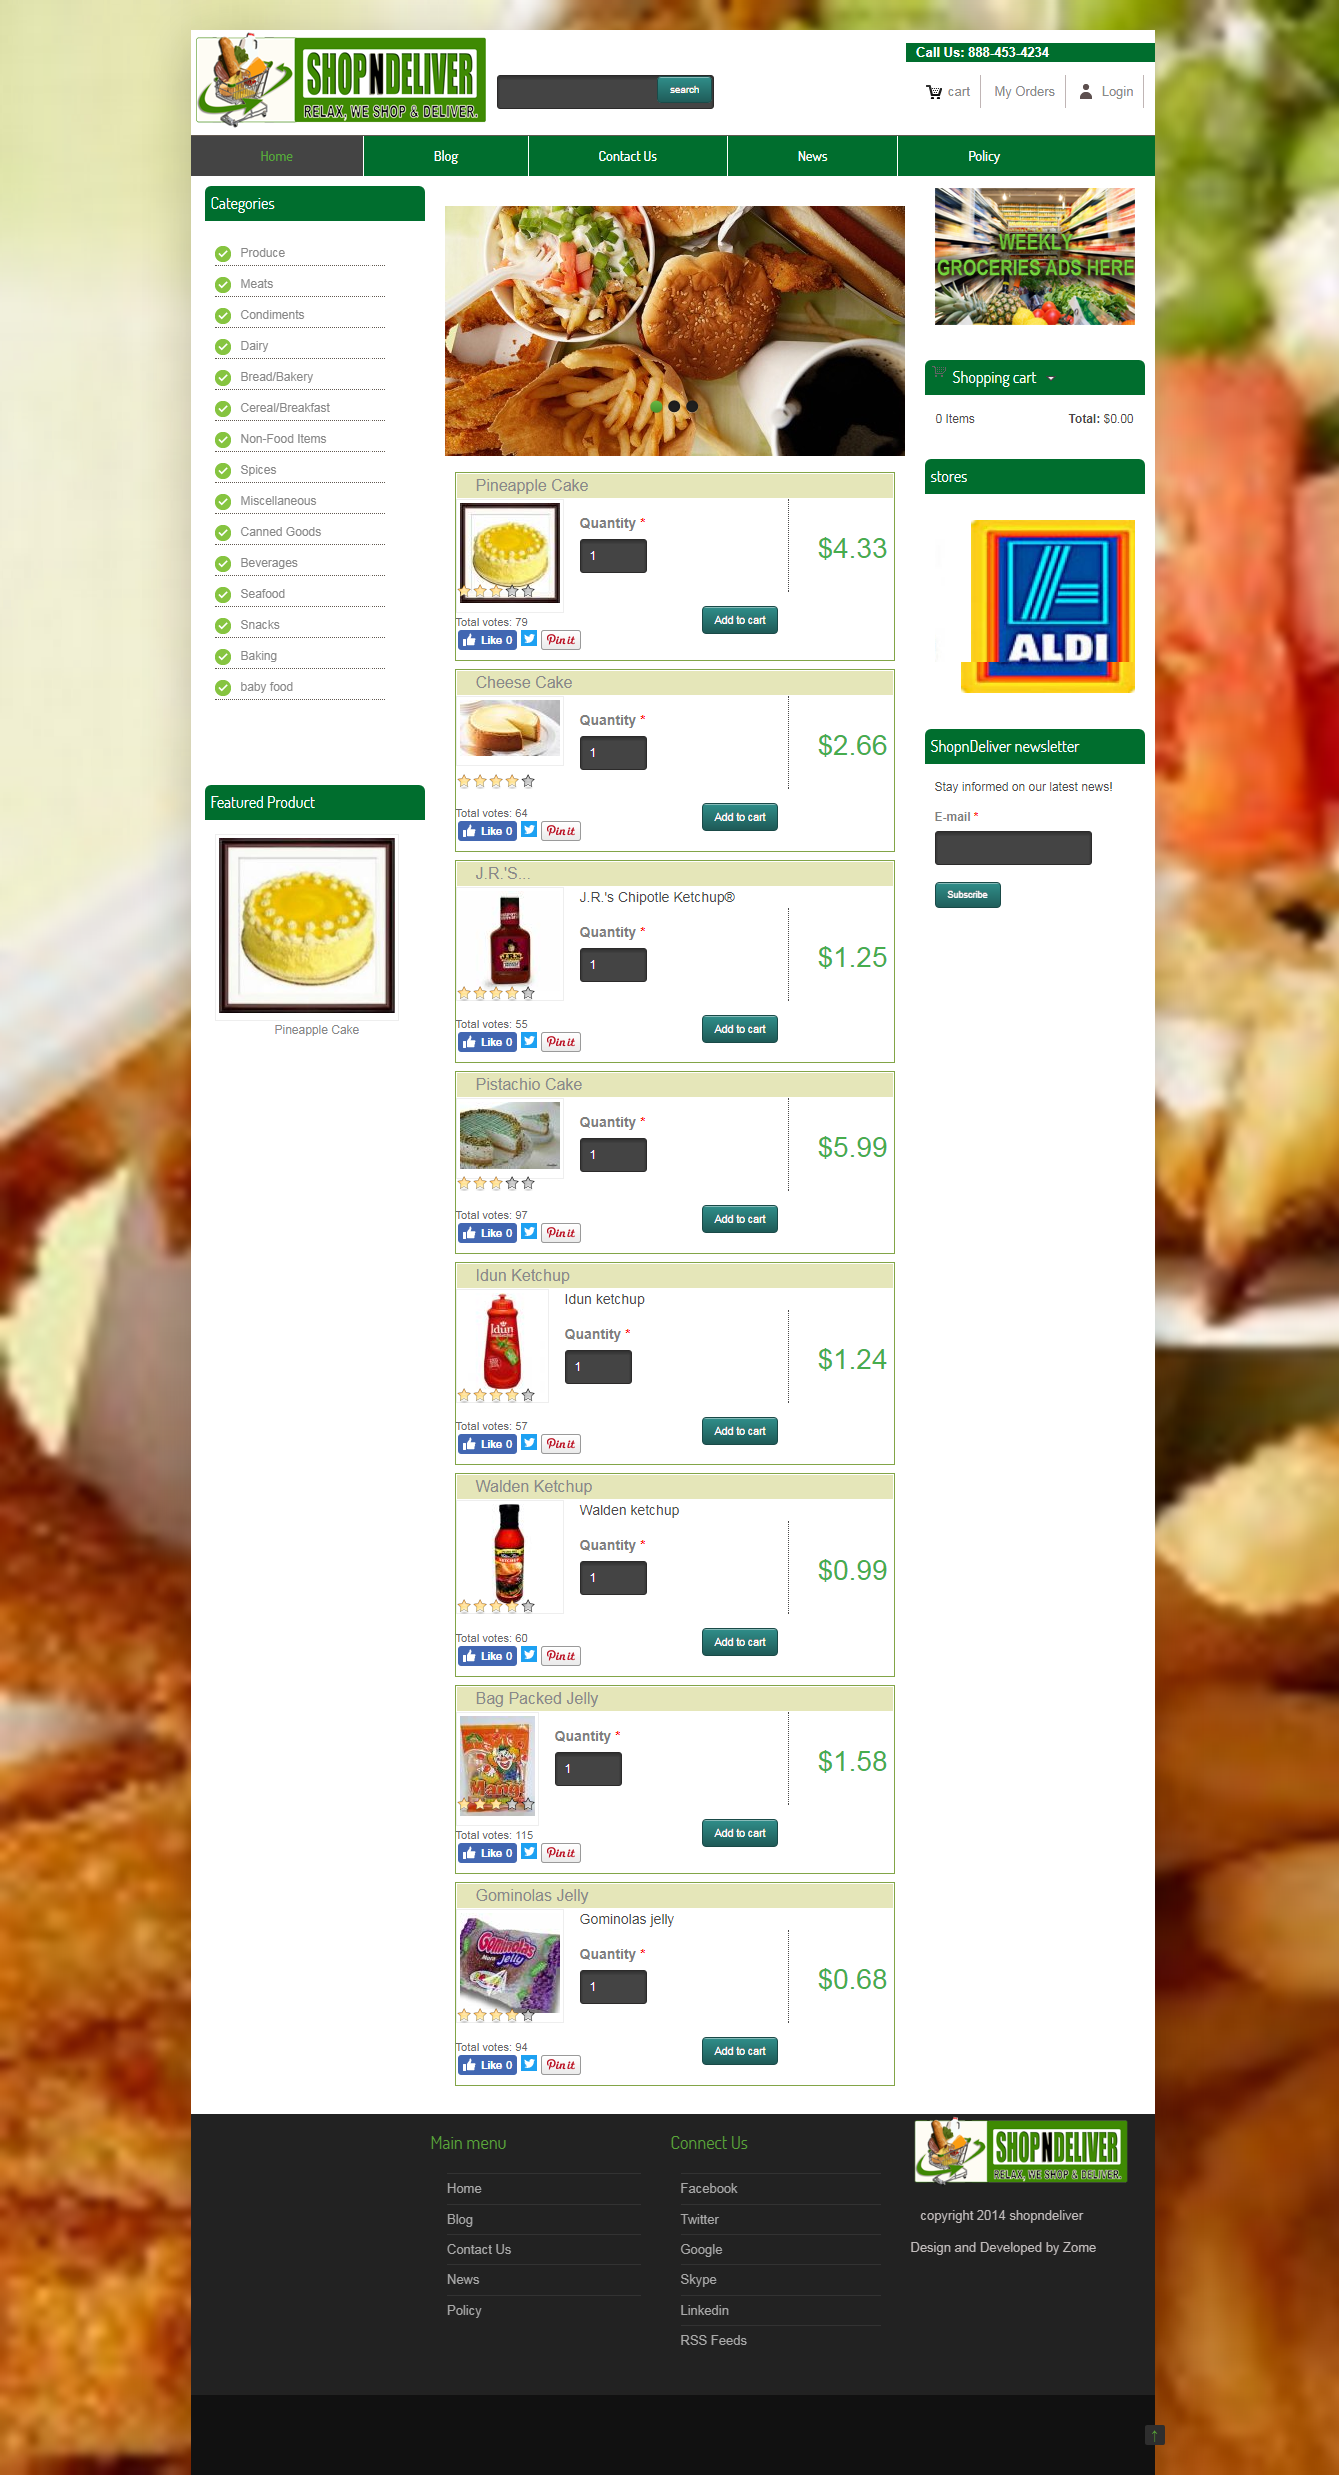 SHOPNDELIVER
RELAX, WE SHOP & DELIVER.
search
Call Us: 888-453-4234
cart
My Orders
Login
Home
Blog
Contact Us
News
Policy
Categories
Produce
Meats
Condiments
Dairy
Bread/Bakery
Cereal/Breakfast
Non-Food Items
Spices
Miscellaneous
Canned Goods
Beverages
Seafood
Snacks
Baking
baby food
Featured Product
Pineapple Cake
Pineapple Cake
Quantity *
1
$4.33
Total votes: 79
Add to cart
Like 0
Pin it
Cheese Cake
Quantity *
1
$2.66
Total votes: 64
Add to cart
Like 0
Pin it
J.R.'S...
J.R.'s Chipotle Ketchup®
Quantity *
1
$1.25
J.R.'s
Total votes: 55
Add to cart
Like 0
Pin it
Pistachio Cake
Quantity *
1
$5.99
Total votes: 97
Add to cart
Like 0
Pin it
Idun Ketchup
Idun ketchup
Idun
Quantity *
1
$1.24
Total votes: 57
Add to cart
Like 0
Pin it
Walden Ketchup
Walden ketchup
Quantity *
1
KETCHUP
$0.99
Total votes: 60
Add to cart
Like 0
Pin it
Bag Packed Jelly
Quantity *
1
$1.58
Mango
Total votes: 115
Add to cart
Like 0
Pin it
Gominolas Jelly
Gominolas jelly
Gominolas
Jelly
Quantity *
1
$0.68
Total votes: 94
Add to cart
Like 0
Pin it
WEEKLY
GROCERIES ADS HERE
Shopping cart
0 Items
Total: $0.00
stores
ALDI
ShopnDeliver newsletter
Stay informed on our latest news!
E-mail *
Subscribe
Main menu
Home
Blog
Contact Us
News
Policy
Connect Us
Facebook
Twitter
Google
Skype
Linkedin
RSS Feeds
SHOPNDELIVER
RELAX, WE SHOP & DELIVER.
copyright 2014 shopndeliver
Design and Developed by Zome